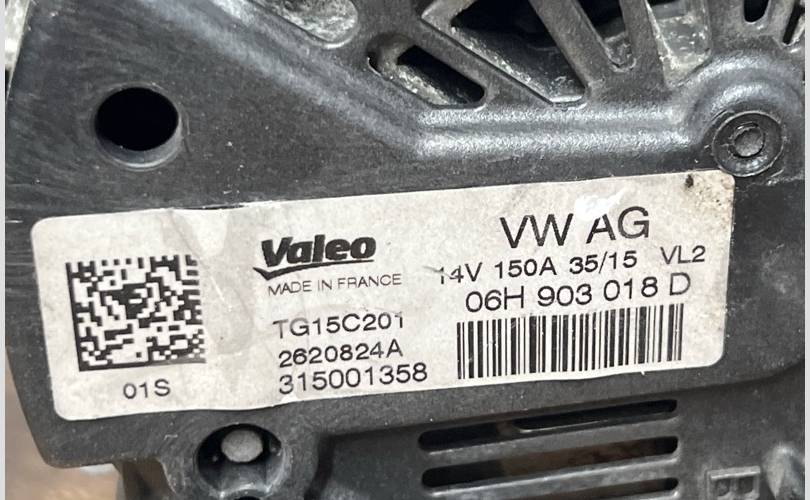 Valeo
MADE IN FRANCE
TG15C201
2620824A
315001358
01S
VW AG
14V 150A 35/15 VL2
06H 903 018 D